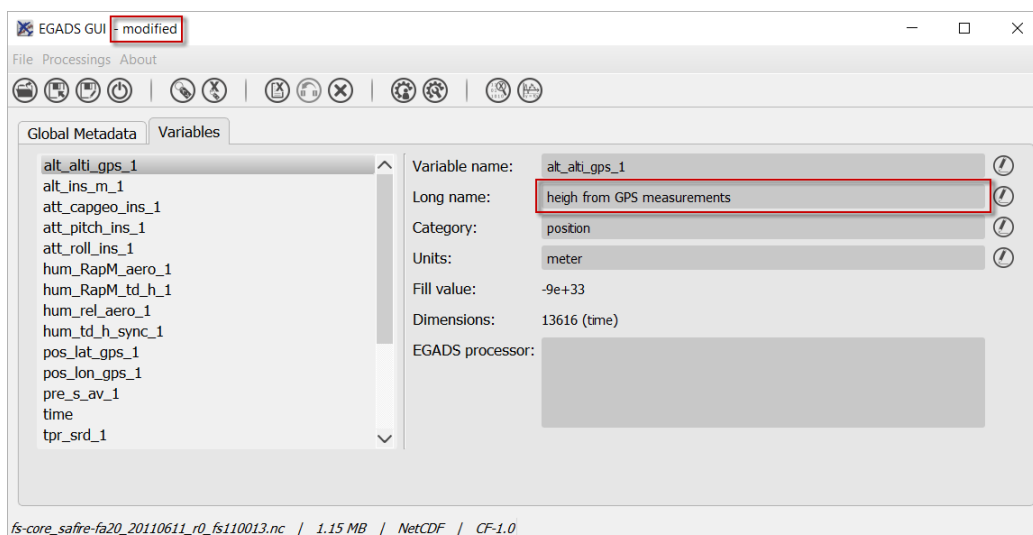 EGADS GUI - modified
File Processings About
Global Metadata Variables
alt_alti_gps_1
alt_ins_m_1
att_capgeo_ins_1
att_pitch_ins_1
att_roll_ins_1
hum_RapM_aero_1
hum_RapM_td_h_1
hum_rel_aero_1
hum_td_h_sync_1
pos_lat_gps_1
pos_lon_gps_1
pre_s_av_1
time
tpr_srd_1
Variable name: alt_alti_gps_1
Long name: heigh from GPS measurements
Category: position
Units: meter
Fill value: -9e+33
Dimensions: 13616 (time)
EGADS processor:
fs-core_safire-fa20_20110611_r0_fs110013.nc | 1.15 MB | NetCDF | CF-1.0